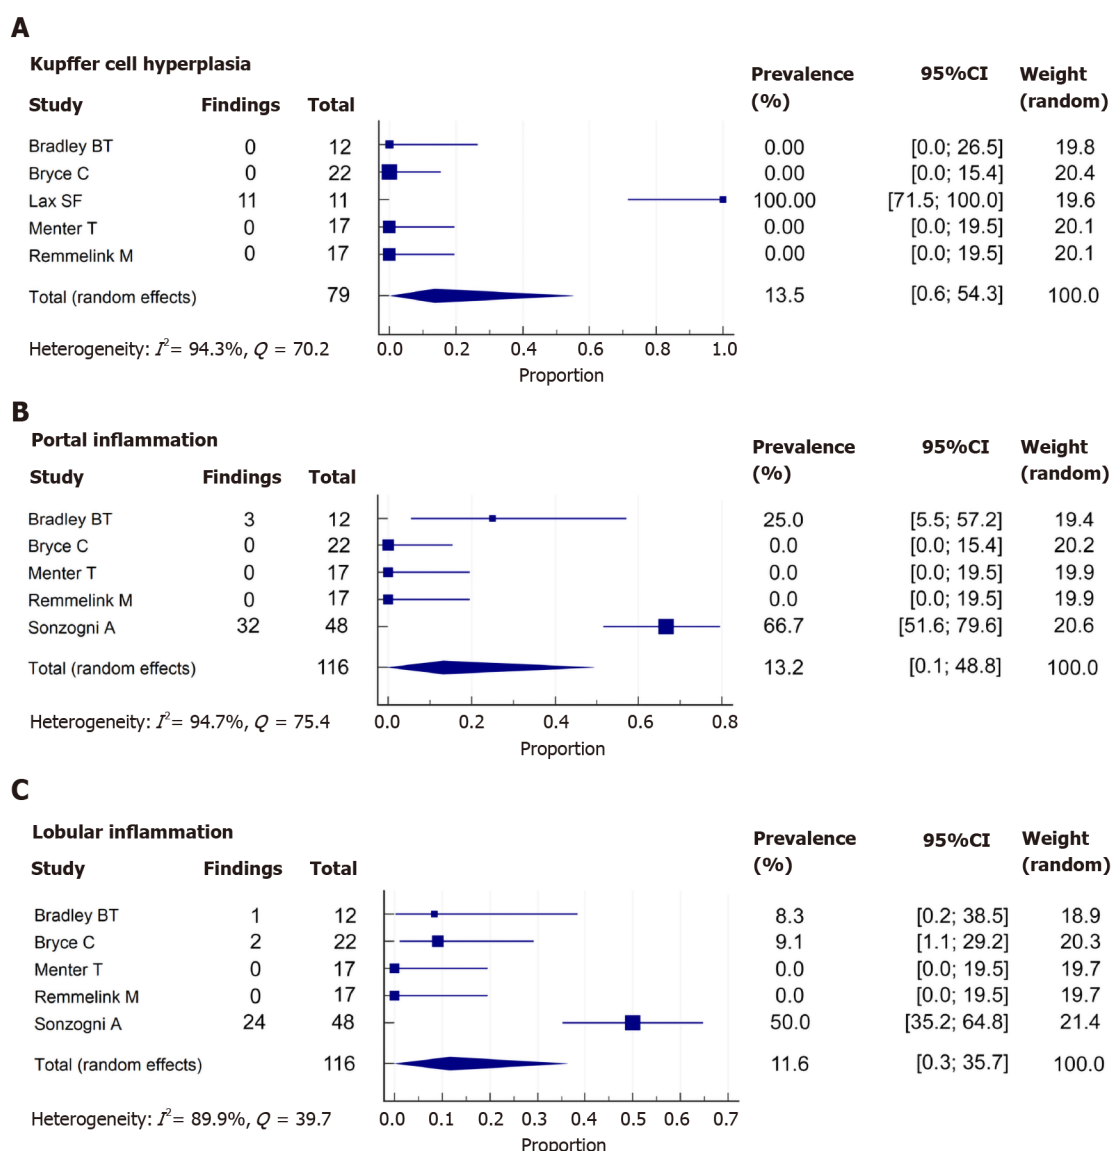 A
Kupffer cell hyperplasia
Study Findings Total Prevalence (%) 95%CI Weight (random)
Bradley BT 0 12 0.00 [0.0; 26.5] 19.8
Bryce C 0 22 0.00 [0.0; 15.4] 20.4
Lax SF 11 11 100.00 [71.5; 100.0] 19.6
Menter T 0 17 0.00 [0.0; 19.5] 20.1
Remmelink M 0 17 0.00 [0.0; 19.5] 20.1
Total (random effects) 79 13.5 [0.6; 54.3] 100.0
Heterogeneity: I²= 94.3%, Q = 70.2
0.0 0.2 0.4 0.6 0.8 1.0
Proportion
B
Portal inflammation
Study Findings Total Prevalence (%) 95%CI Weight (random)
Bradley BT 3 12 25.0 [5.5; 57.2] 19.4
Bryce C 0 22 0.0 [0.0; 15.4] 20.2
Menter T 0 17 0.0 [0.0; 19.5] 19.9
Remmelink M 0 17 0.0 [0.0; 19.5] 19.9
Sonzogni A 32 48 66.7 [51.6; 79.6] 20.6
Total (random effects) 116 13.2 [0.1; 48.8] 100.0
Heterogeneity: I²= 94.7%, Q = 75.4
0.0 0.2 0.4 0.6 0.8
Proportion
C
Lobular inflammation
Study Findings Total Prevalence (%) 95%CI Weight (random)
Bradley BT 1 12 8.3 [0.2; 38.5] 18.9
Bryce C 2 22 9.1 [1.1; 29.2] 20.3
Menter T 0 17 0.0 [0.0; 19.5] 19.7
Remmelink M 0 17 0.0 [0.0; 19.5] 19.7
Sonzogni A 24 48 50.0 [35.2; 64.8] 21.4
Total (random effects) 116 11.6 [0.3; 35.7] 100.0
Heterogeneity: I²= 89.9%, Q = 39.7
0.0 0.1 0.2 0.3 0.4 0.5 0.6 0.7
Proportion